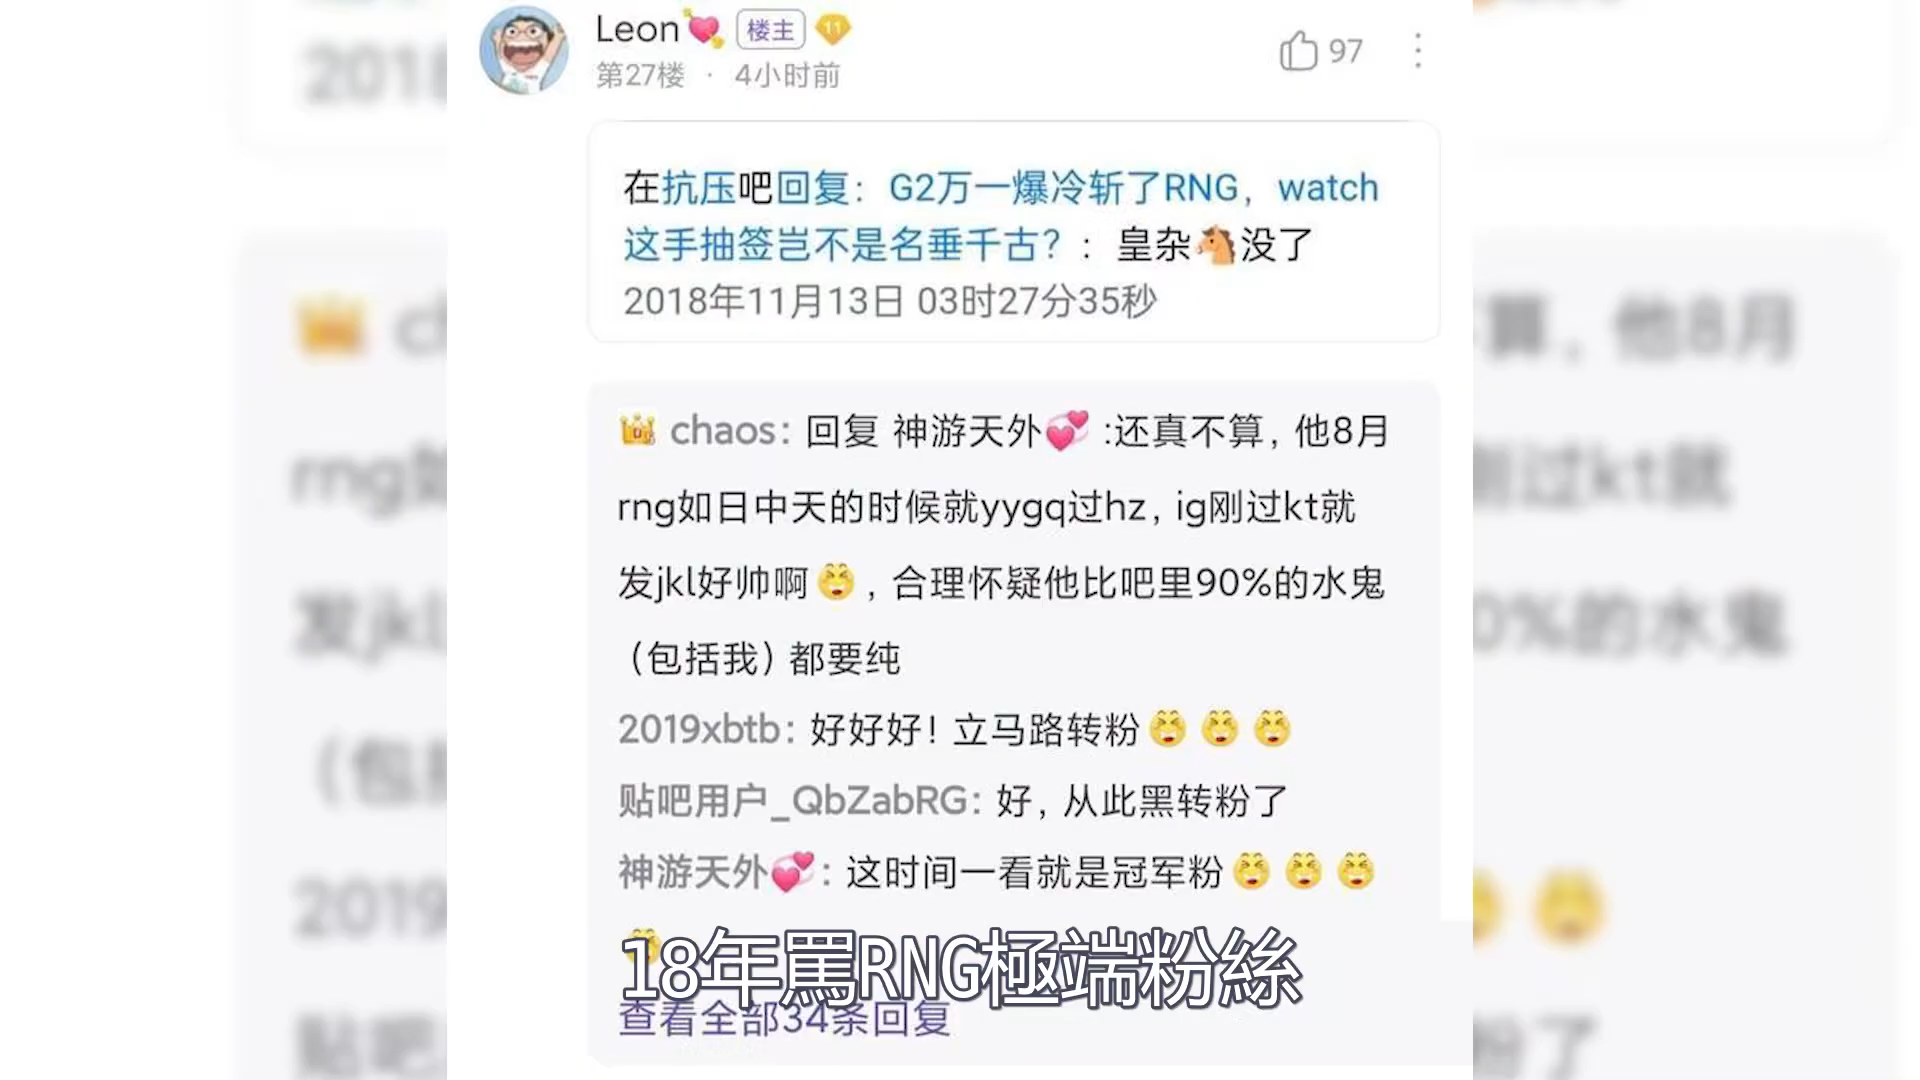 Leon 楼主 11
第27楼 · 4小时前
97
在抗压吧回复：G2万一爆冷斩了RNG，watch
这手抽签岂不是名垂千古？：皇杂🐴没了
2018年11月13日 03时27分35秒
chaos: 回复 神游天外💞 :还真不算，他8月
rng如日中天的时候就yygq过hz，ig刚过kt就
发jkl好帅啊😆，合理怀疑他比吧里90%的水鬼
（包括我）都要纯
2019xbtb: 好好好！立马路转粉😆😆😆
贴吧用户_QbZabRG: 好，从此黑转粉了
神游天外💞: 这时间一看就是冠军粉😆😆😆
18年罵RNG極端粉絲
查看全部34条回复